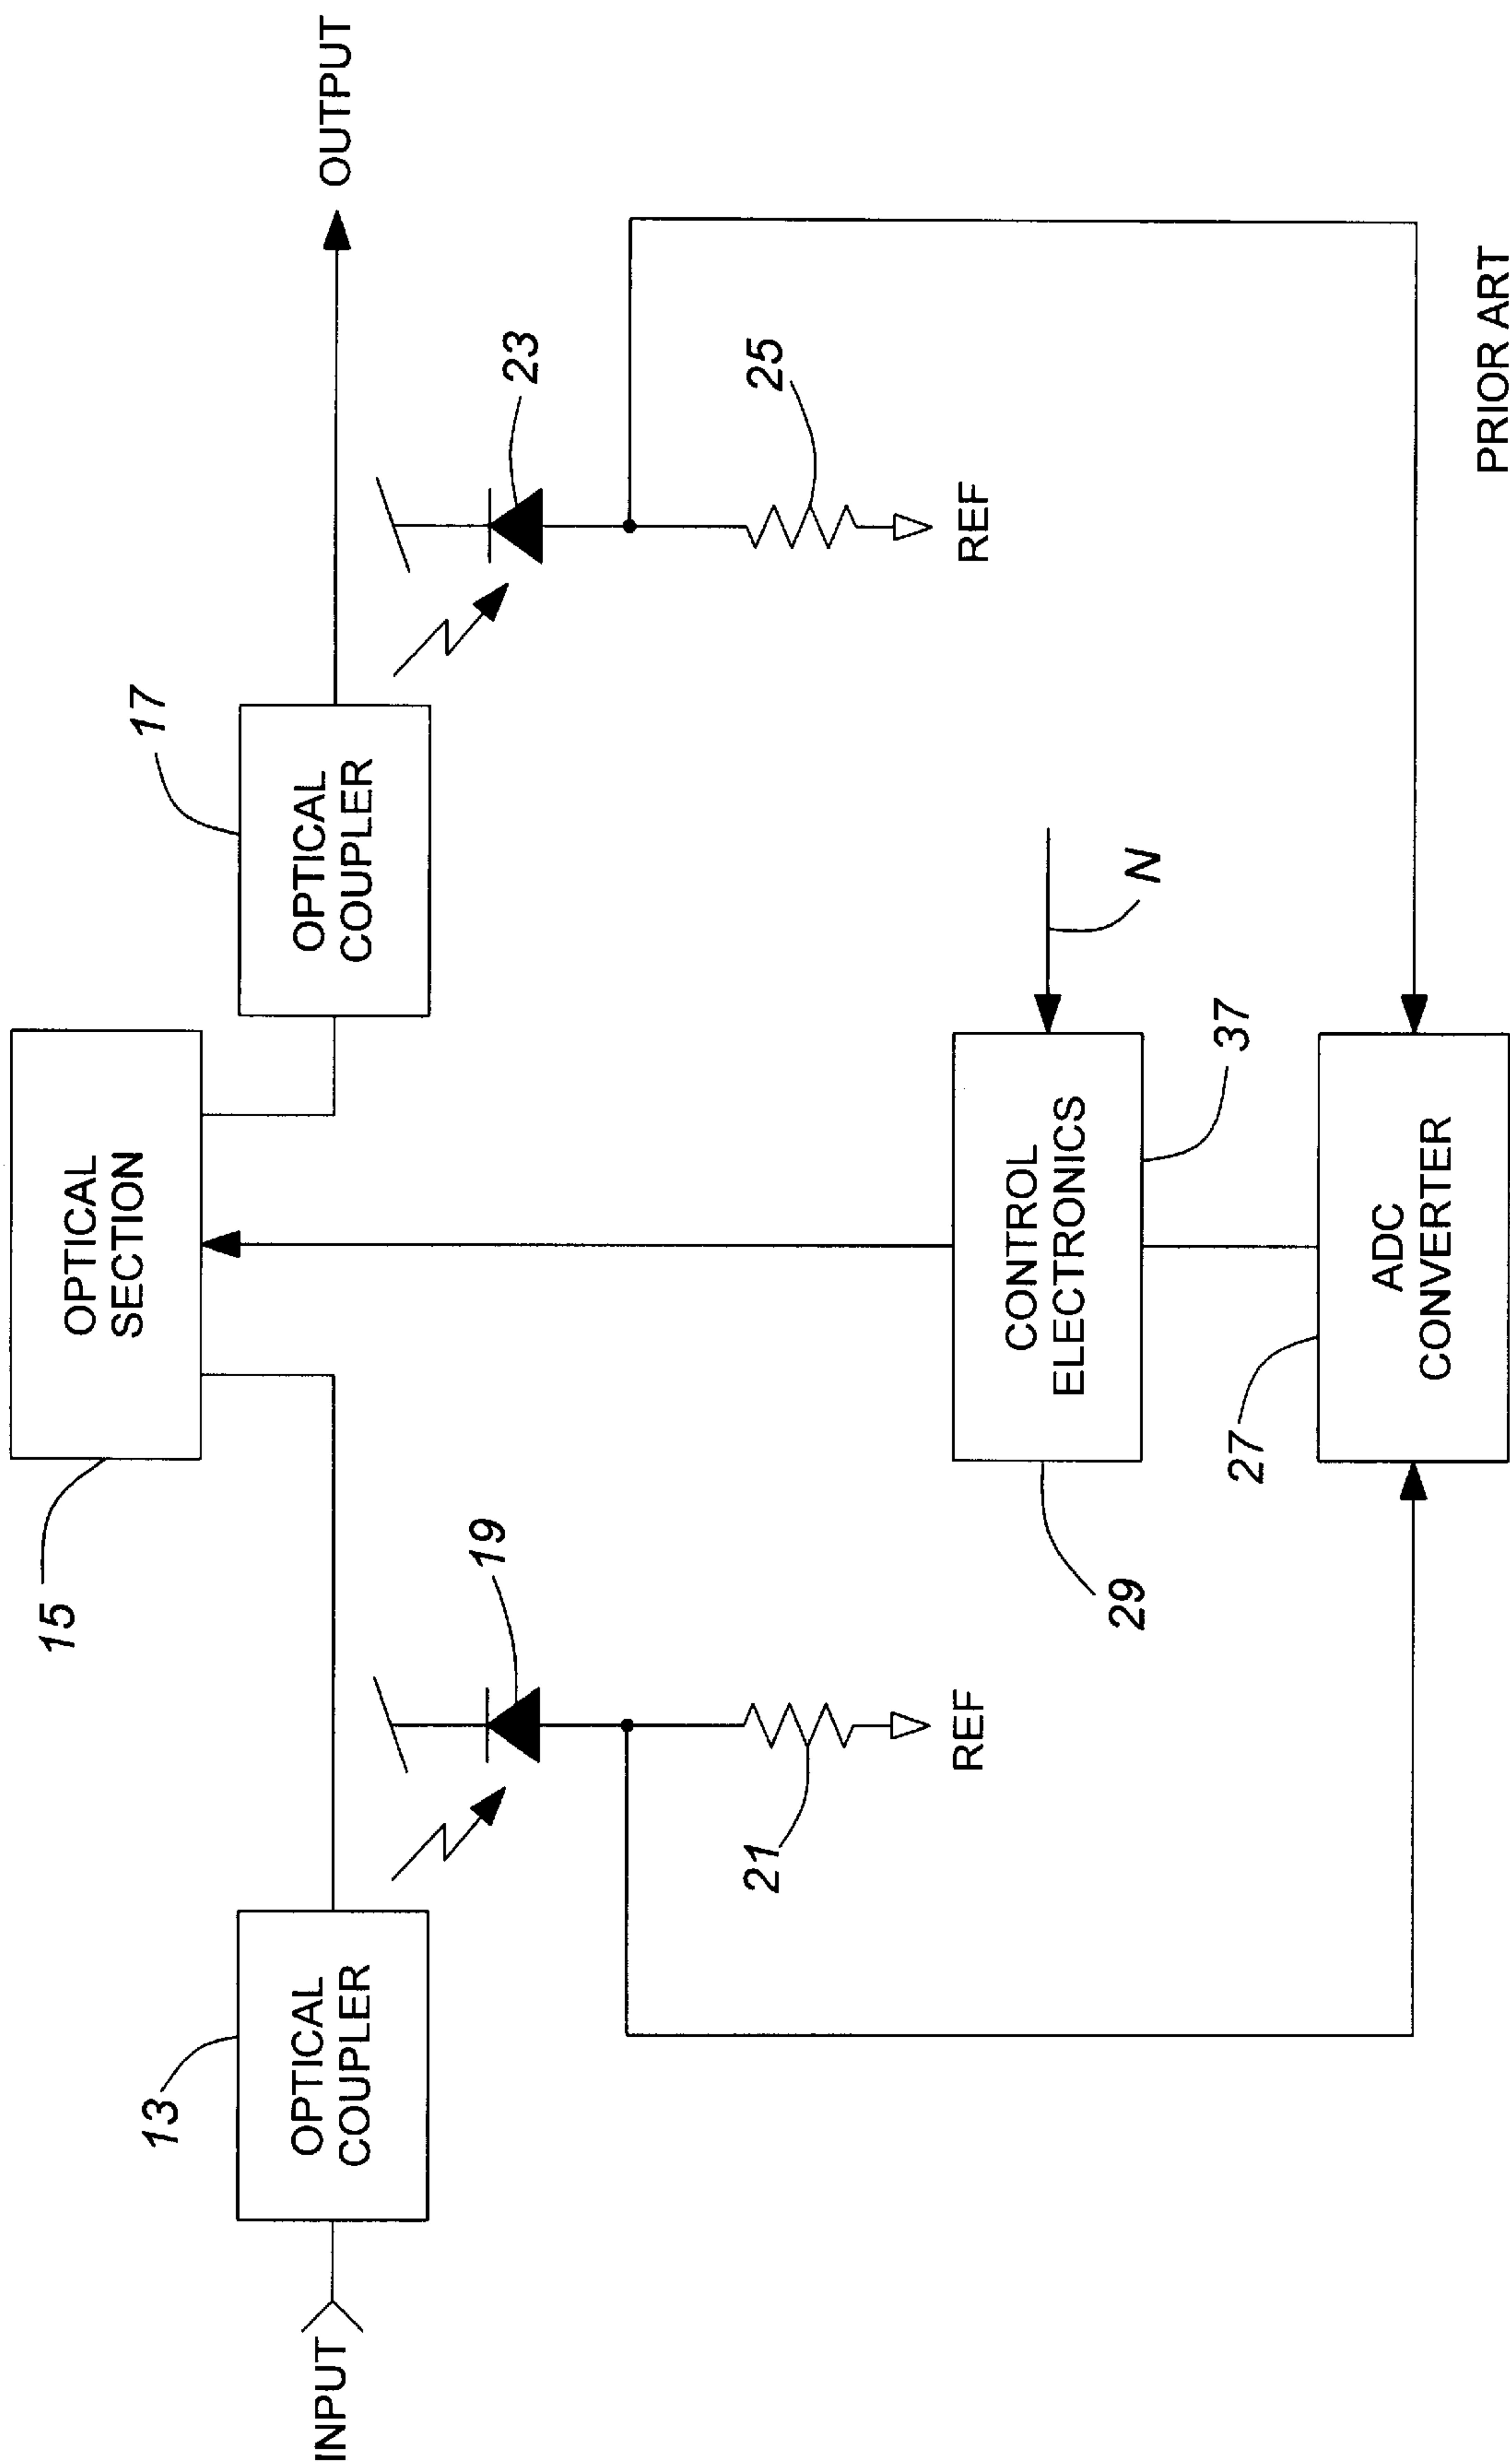 15
OPTICAL
SECTION
17
OPTICAL
COUPLER
13
OPTICAL
COUPLER
INPUT
OUTPUT
19
23
21
25
REF
REF
N
CONTROL
ELECTRONICS
29
37
27
ADC
CONVERTER
PRIOR ART